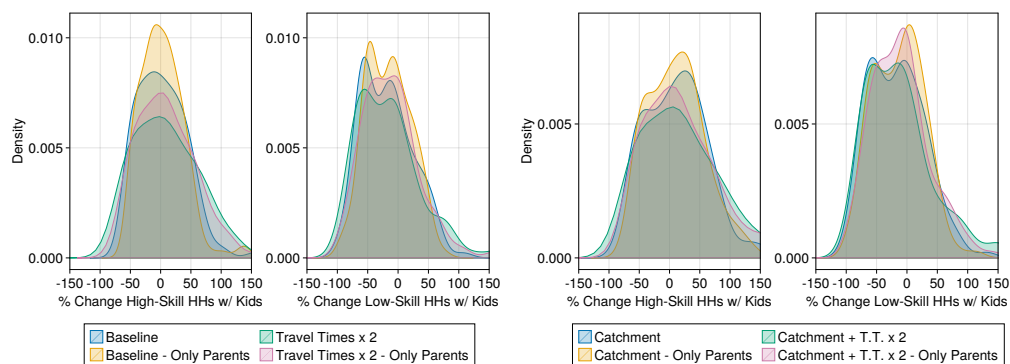 0.010
0.005
0.000
Density
-150 -100 -50 0 50 100 150
% Change High-Skill HHs w/ Kids
0.010
0.005
0.000
-150 -100 -50 0 50 100 150
% Change Low-Skill HHs w/ Kids
Baseline
Travel Times x 2
Baseline - Only Parents
Travel Times x 2 - Only Parents
0.005
0.000
Density
-150 -100 -50 0 50 100 150
% Change High-Skill HHs w/ Kids
0.005
0.000
-150 -100 -50 0 50 100 150
% Change Low-Skill HHs w/ Kids
Catchment
Catchment + T.T. x 2
Catchment - Only Parents
Catchment + T.T. x 2 - Only Parents